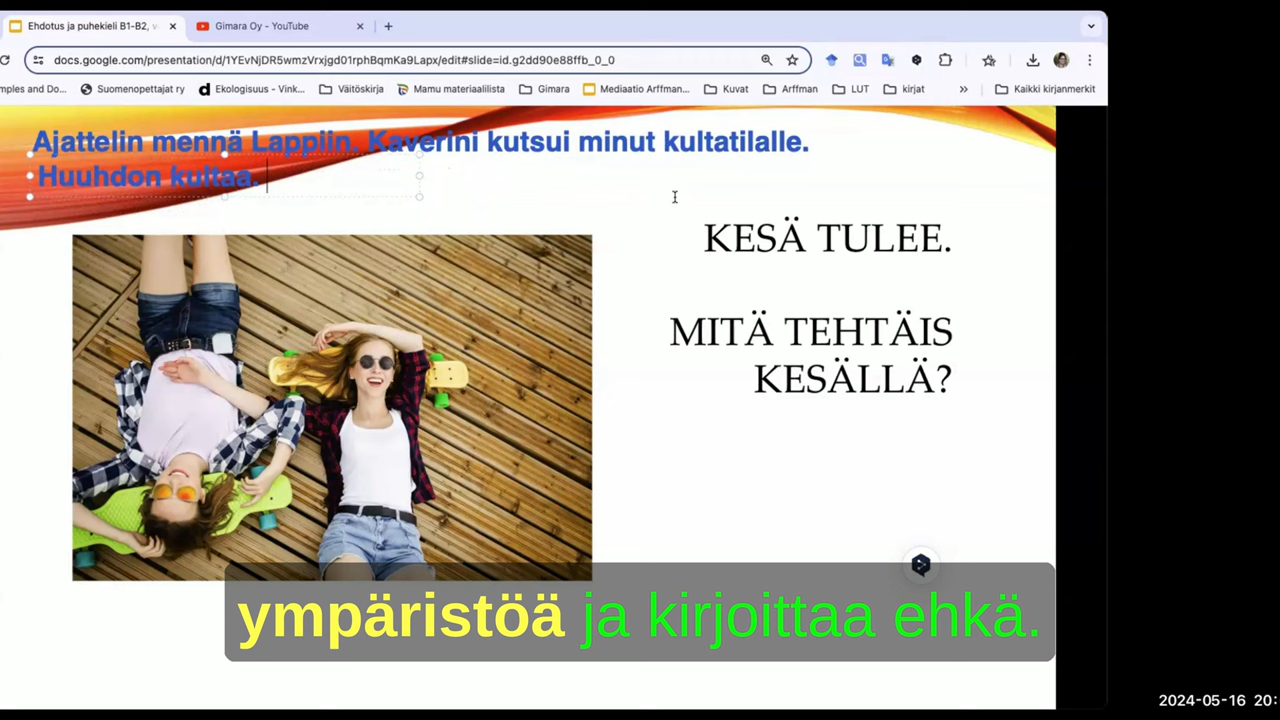 Ehdotus ja puhekieli B1-B2, v
Gimara Oy - YouTube
docs.google.com/presentation/d/1YEvNjDR5wmzVrxjgd01rphBqmKa9Lapx/edit#slide=id.g2dd90e88ffb_0_0
mples and Do...
Suomenopettajat ry
Ekologisuus - Vink...
Väitöskirja
Mamu materiaalilista
Gimara
Mediaatio Arffman...
Kuvat
Arffman
LUT
kirjat
Kaikki kirjanmerkit
Ajattelin mennä Lappiin. Kaverini kutsui minut kultatilalle.
Huuhdon kultaa.
KESÄ TULEE.
MITÄ TEHTÄIS
KESÄLLÄ?
ympäristöä ja kirjoittaa ehkä.
2024-05-16 20: